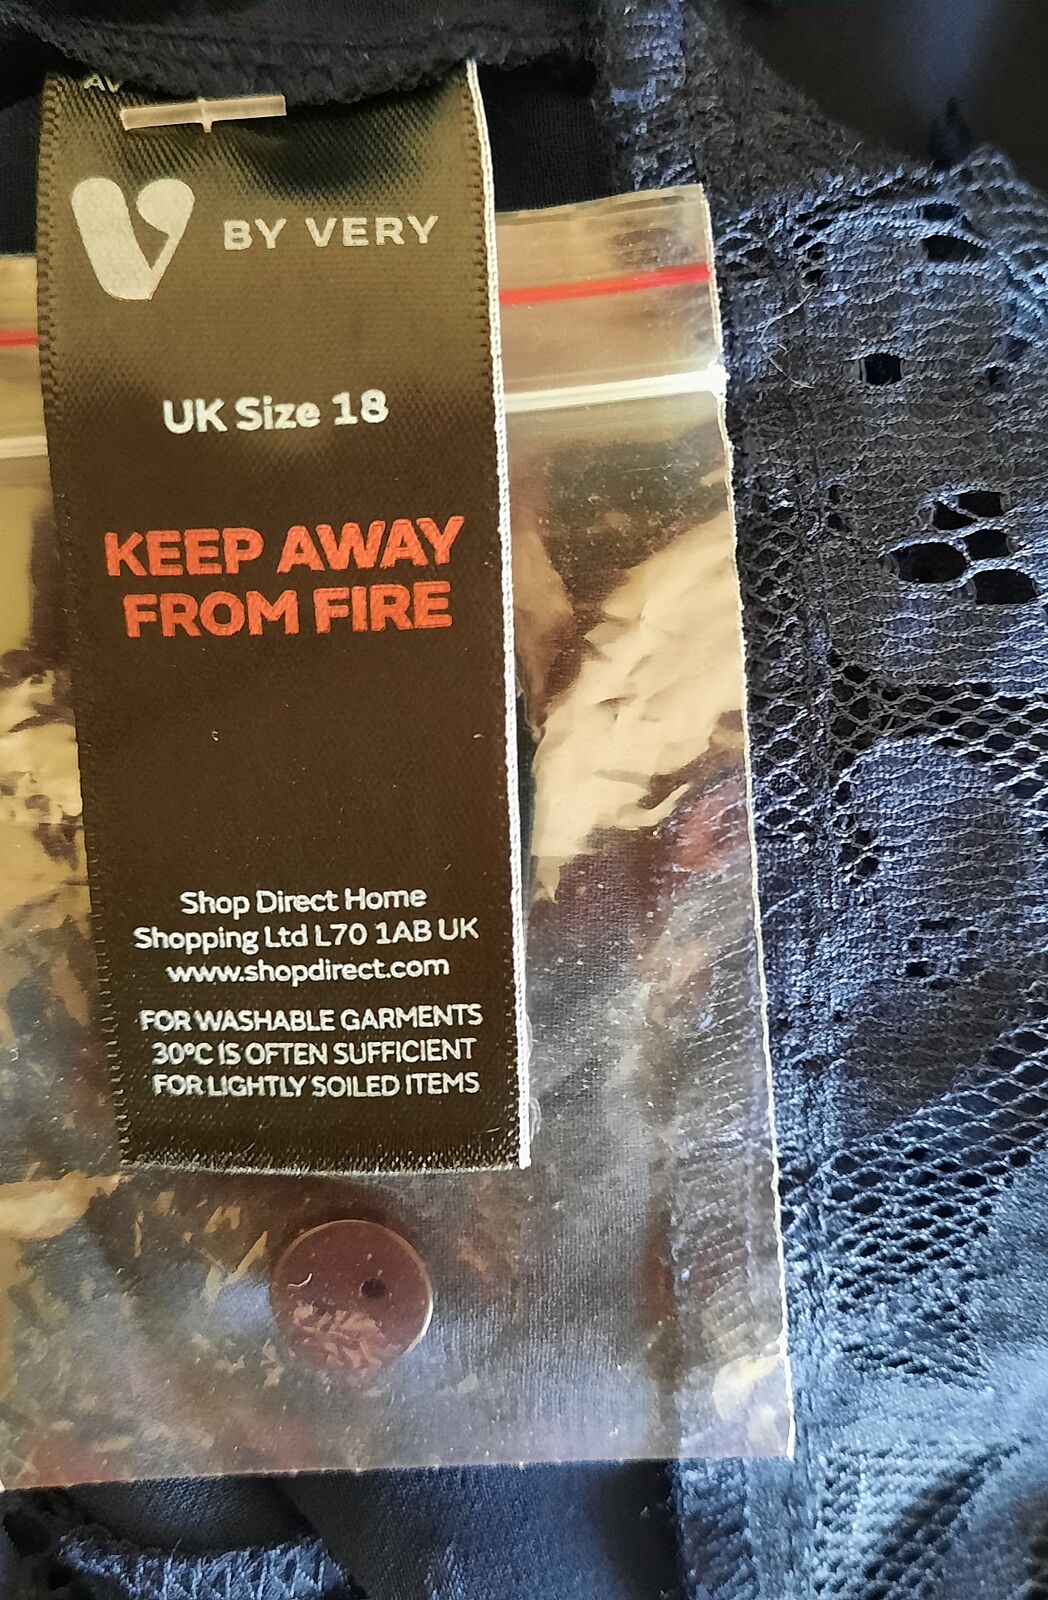 V BY VERY
UK Size 18
KEEP AWAY
FROM FIRE
Shop Direct Home
Shopping Ltd L70 1AB UK
www.shopdirect.com
FOR WASHABLE GARMENTS
30°C IS OFTEN SUFFICIENT
FOR LIGHTLY SOILED ITEMS